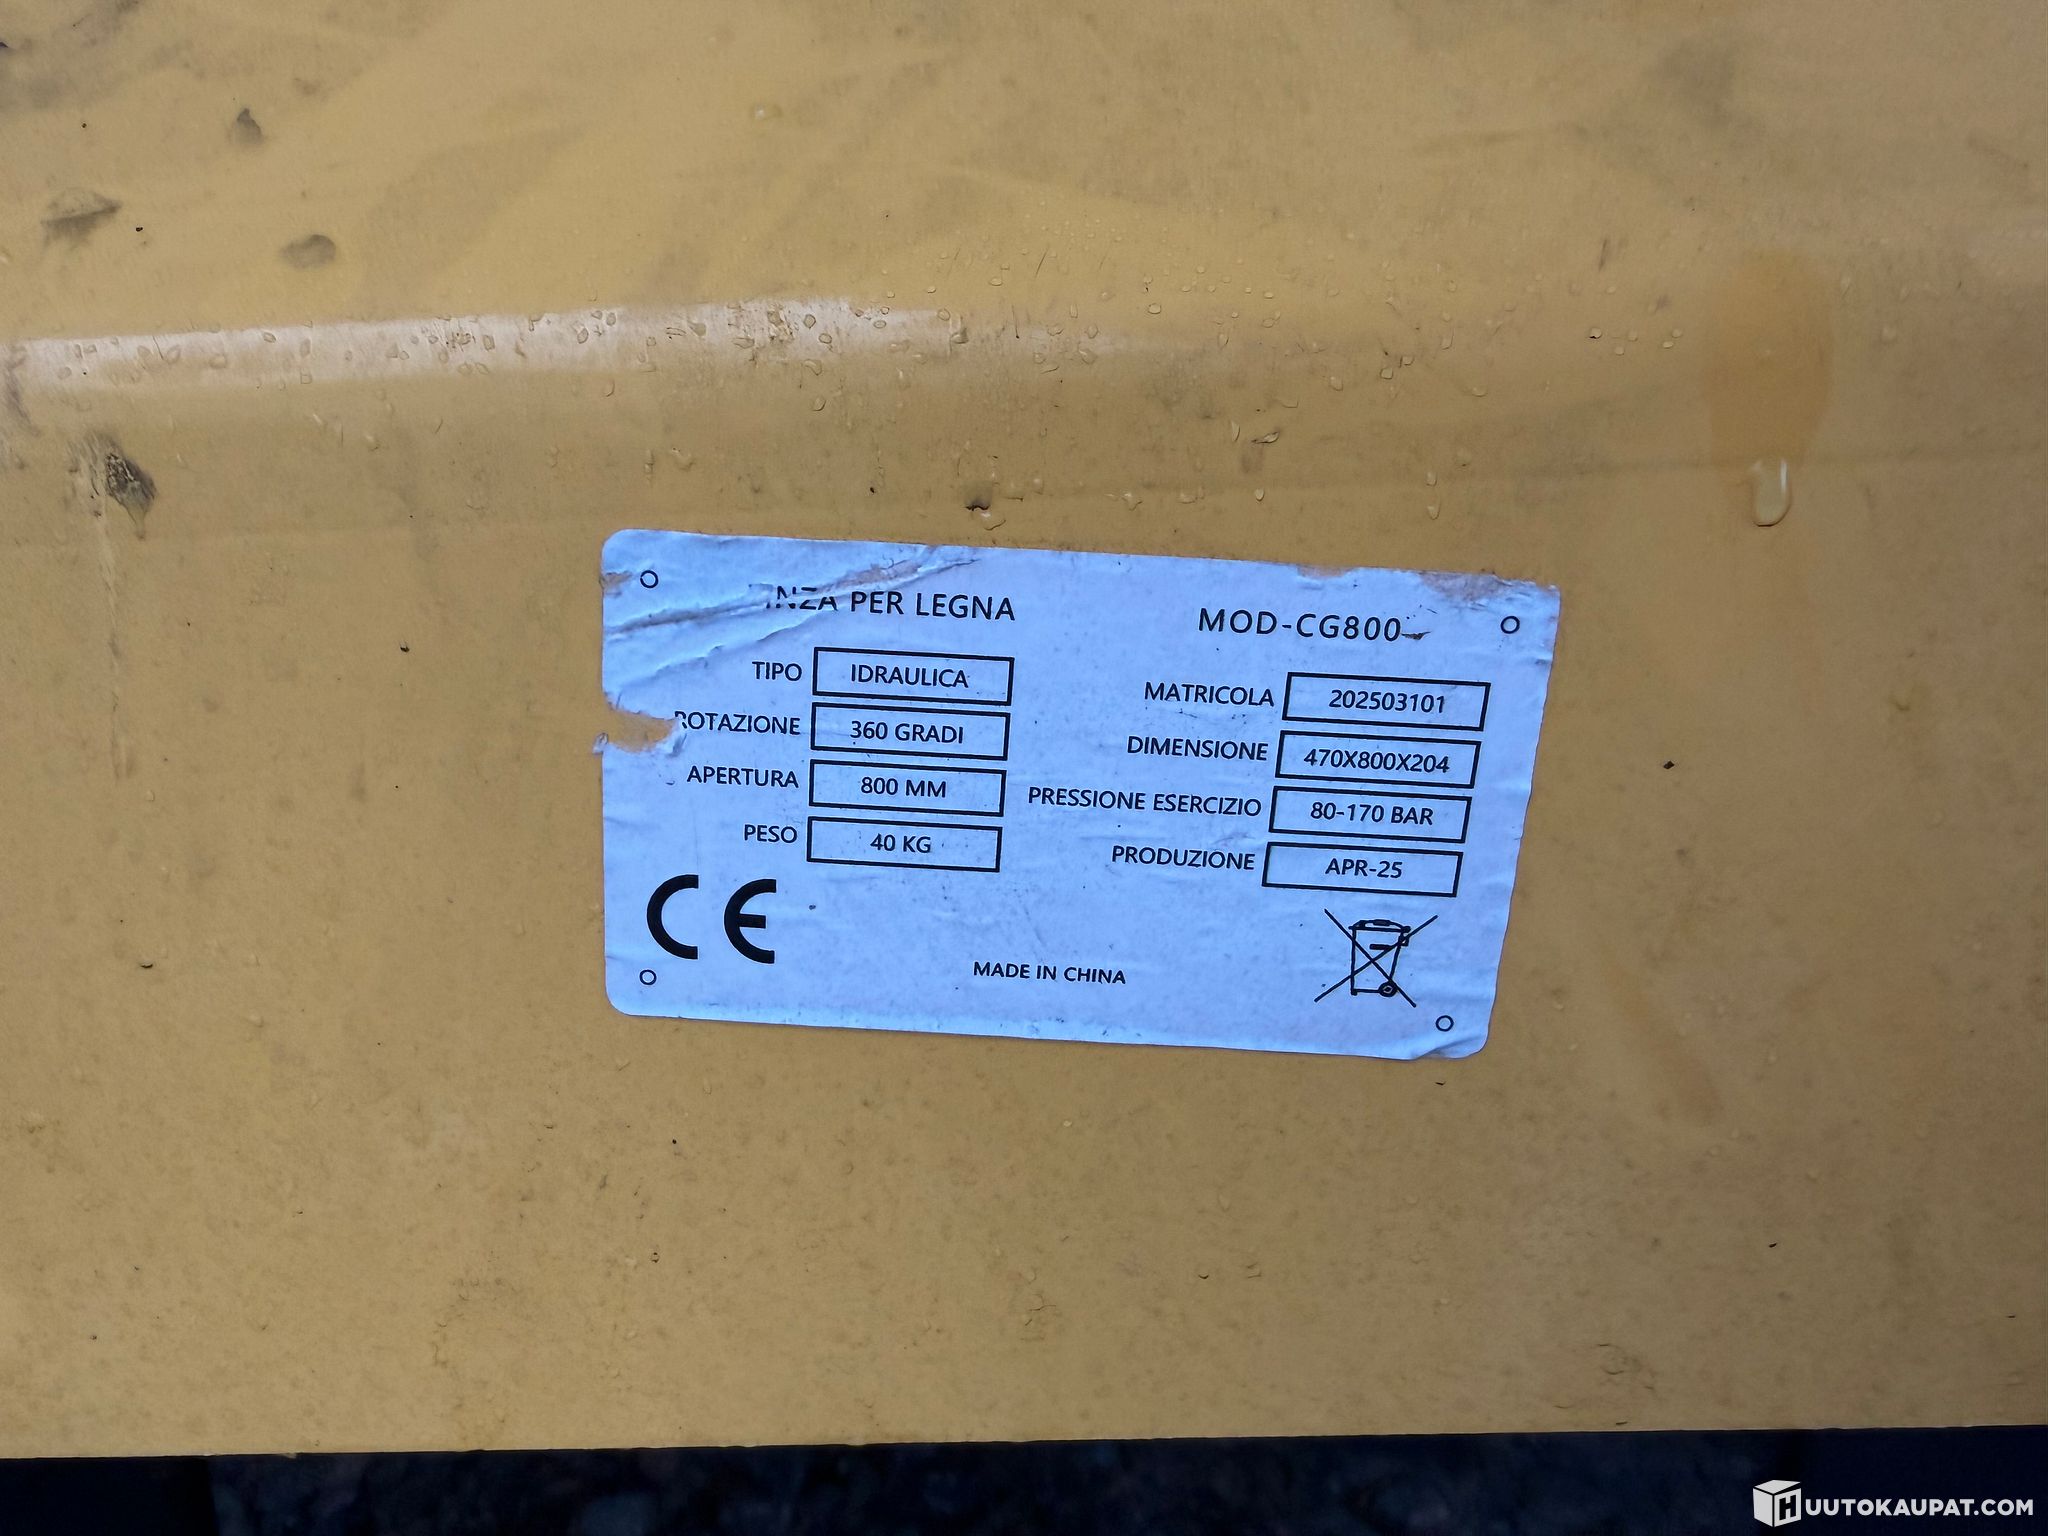 PER LEGNA
MOD-CG800
TIPO IDRAULICA
ROTAZIONE 360 GRADI
APERTURA 800 MM
PESO 40 KG
MATRICOLA 202503101
DIMENSIONE 470X800X204
PRESSIONE ESERCIZIO 80-170 BAR
PRODUZIONE APR-25
CE
MADE IN CHINA
HUUTOKAUPAT.COM